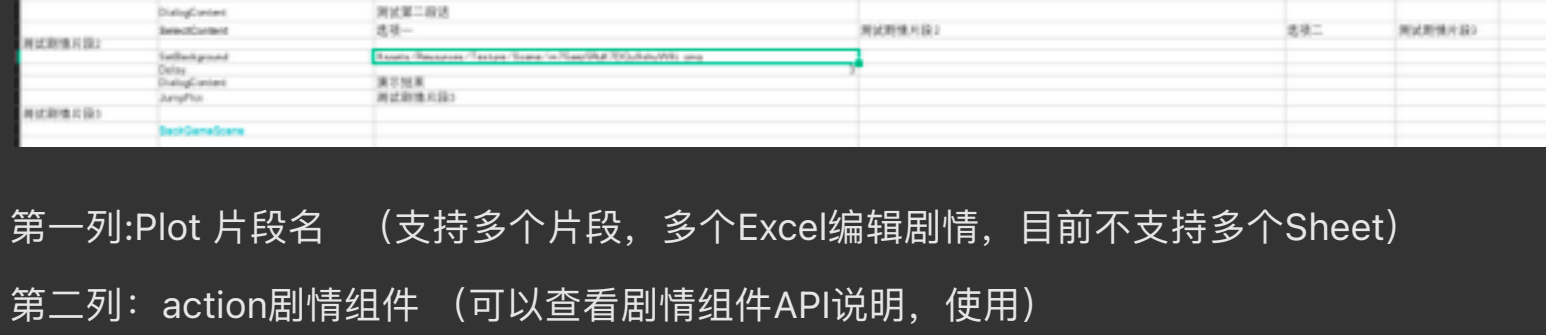 DialogContent 测试第二段话
SelectContent 选项一 测试剧情片段2 选项二 测试剧情片段3
测试剧情片段2
SetBackground
Delay 3
DialogContent 演示结束
JumpPlot 测试剧情片段3
测试剧情片段3
BackGameScene
第一列:Plot 片段名 （支持多个片段，多个Excel编辑剧情，目前不支持多个Sheet）
第二列：action剧情组件 （可以查看剧情组件API说明，使用）